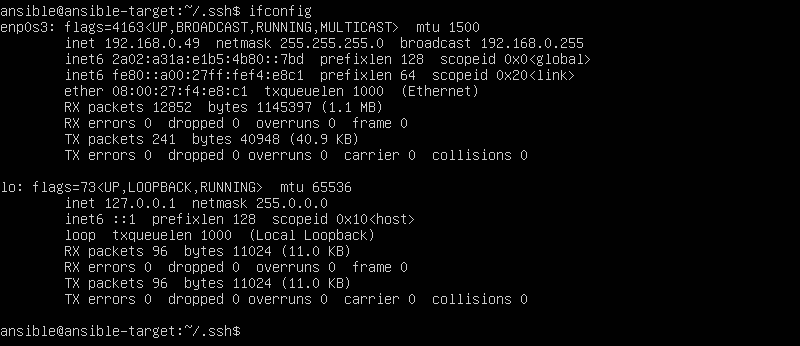 ansible@ansible-target:~/.ssh$ ifconfig
enp0s3: flags=4163<UP,BROADCAST,RUNNING,MULTICAST>  mtu 1500
        inet 192.168.0.49  netmask 255.255.255.0  broadcast 192.168.0.255
        inet6 2a02:a31a:e1b5:4b80::7bd  prefixlen 128  scopeid 0x0<global>
        inet6 fe80::a00:27ff:fef4:e8c1  prefixlen 64  scopeid 0x20<link>
        ether 08:00:27:f4:e8:c1  txqueuelen 1000  (Ethernet)
        RX packets 12852  bytes 1145397 (1.1 MB)
        RX errors 0  dropped 0  overruns 0  frame 0
        TX packets 241  bytes 40948 (40.9 KB)
        TX errors 0  dropped 0 overruns 0  carrier 0  collisions 0

lo: flags=73<UP,LOOPBACK,RUNNING>  mtu 65536
        inet 127.0.0.1  netmask 255.0.0.0
        inet6 ::1  prefixlen 128  scopeid 0x10<host>
        loop  txqueuelen 1000  (Local Loopback)
        RX packets 96  bytes 11024 (11.0 KB)
        RX errors 0  dropped 0  overruns 0  frame 0
        TX packets 96  bytes 11024 (11.0 KB)
        TX errors 0  dropped 0 overruns 0  carrier 0  collisions 0

ansible@ansible-target:~/.ssh$